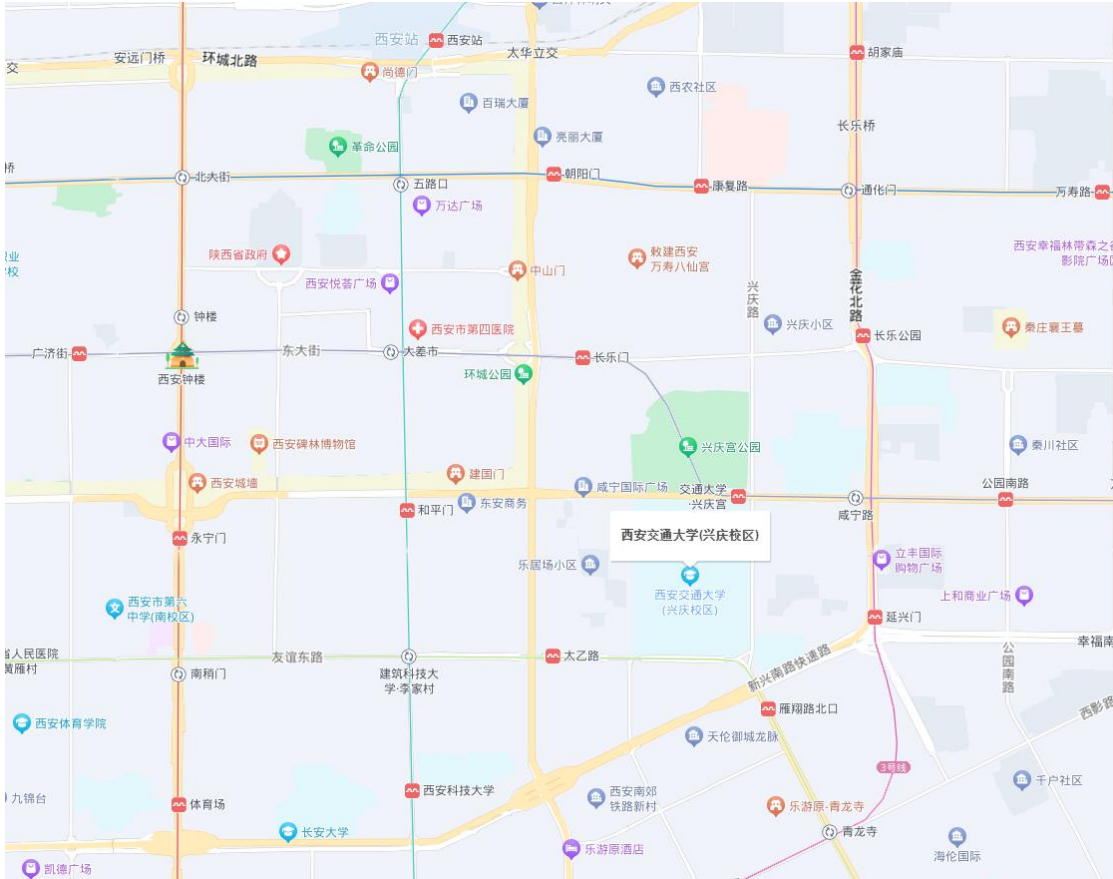 西安站
西安站
安远门桥
环城北路
太华立交
胡家庙
交
尚德门
百瑞大厦
西农社区
亮丽大厦
长乐桥
革命公园
桥
北大街
五路口
朝阳门
康复路
通化门
万寿路
万达广场
陕西省政府
西安悦荟广场
中山门
敕建西安
万寿八仙宫
西安幸福林带森之谷
影院广场
业
校
兴庆路
金花北路
钟楼
西安市第四医院
兴庆小区
长乐公园
秦庄襄王墓
广济街
东大街
大差市
长乐门
西安钟楼
环城公园
中大国际
西安碑林博物馆
兴庆宫公园
秦川社区
西安城墙
建国门
咸宁国际广场
交通大学
·兴庆宫
公园南路
东安商务
和平门
咸宁路
永宁门
西安交通大学(兴庆校区)
乐居场小区
立丰国际
购物广场
西安交通大学
(兴庆校区)
上和商业广场
西安市第六
中学(南校区)
延兴门
省人民医院
黄雁村
友谊东路
太乙路
幸福南
南稍门
建筑科技大
学·李家村
新兴南路快速路
公园南路
雁翔路北口
西影路
西安体育学院
天伦御城龙脉
3号线
千户社区
九锦台
体育场
西安科技大学
西安南郊
铁路新村
乐游原·青龙寺
长安大学
青龙寺
乐游原酒店
海伦国际
凯德广场